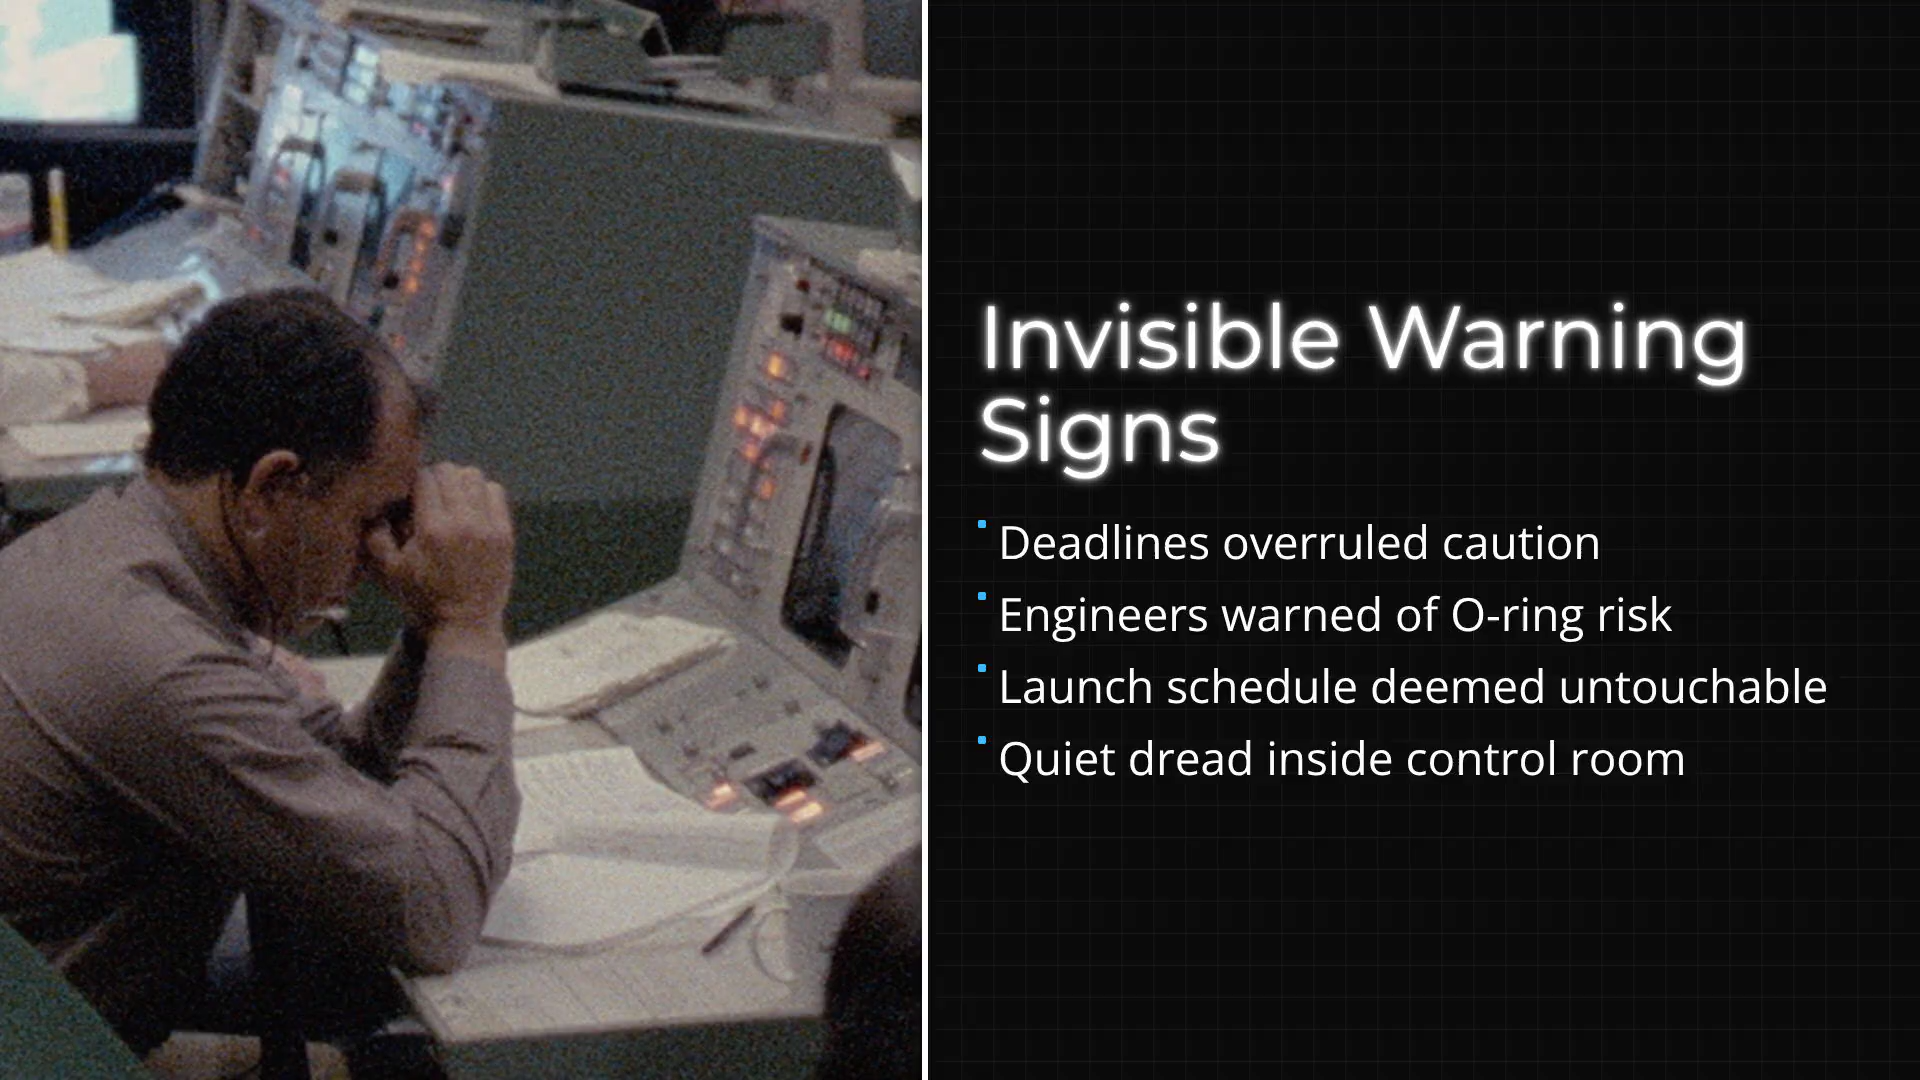 Invisible Warning
Signs
Deadlines overruled caution
Engineers warned of O-ring risk
Launch schedule deemed untouchable
Quiet dread inside control room